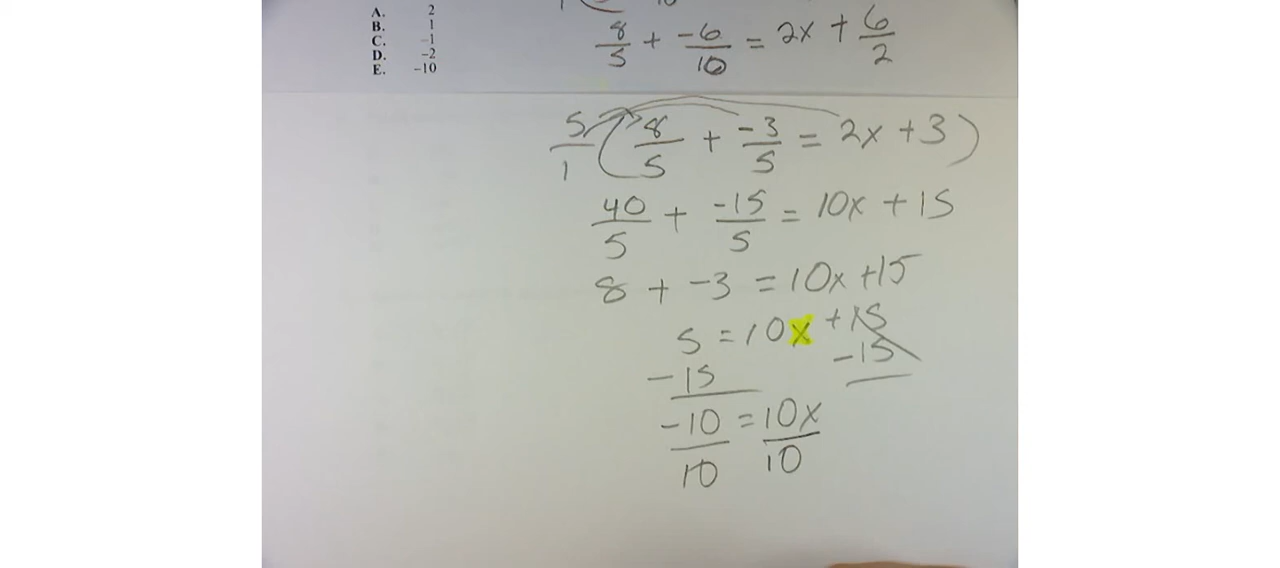 A. 2
B. 1
C. -1
D. -2
E. -10
8/5 + -6/10 = 2x + 6/2
5/1 (8/5 + -3/5 = 2x + 3)
40/5 + -15/5 = 10x + 15
8 + -3 = 10x + 15
5 = 10x + 15
-15 -15
-10/10 = 10x/10